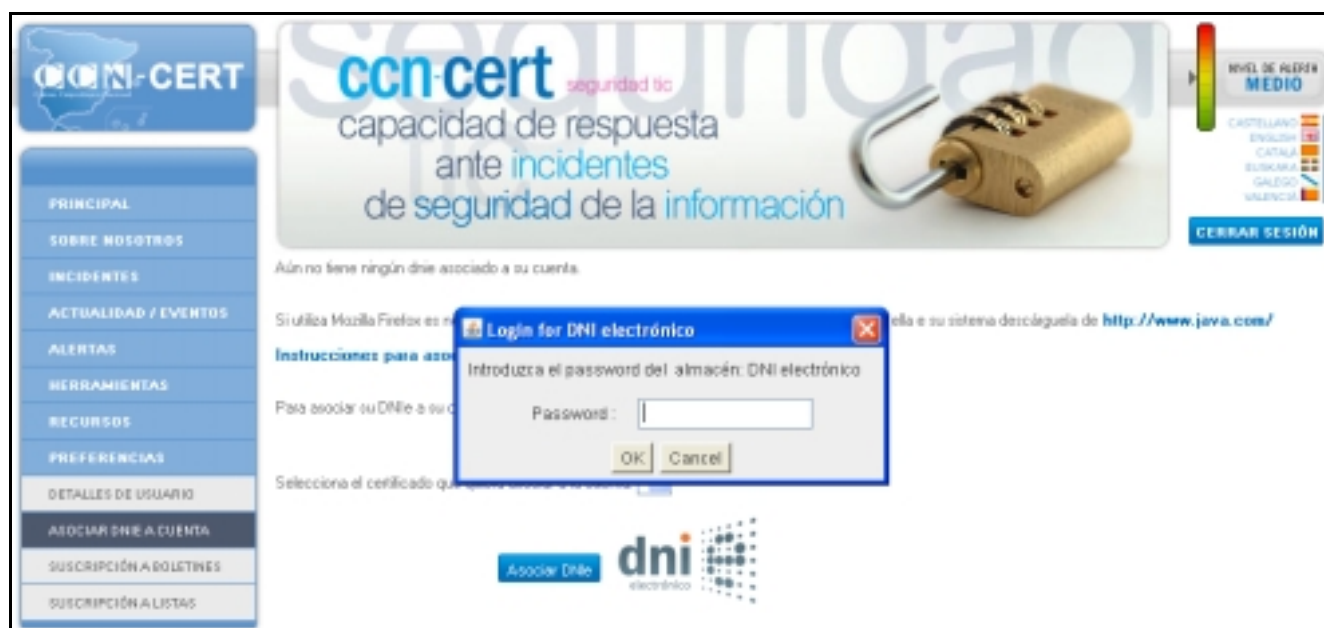 CCN-CERT
seguridad
tic
ccn-cert seguridad tic
capacidad de respuesta
ante incidentes
de seguridad de la información
NIVEL DE ALERTA
MEDIO
CASTELLANO
ENGLISH
CATALÀ
EUSKARA
GALEGO
VALENCIÀ
CERRAR SESIÓN
PRINCIPAL
SOBRE NOSOTROS
INCIDENTES
ACTUALIDAD / EVENTOS
ALERTAS
HERRAMIENTAS
RECURSOS
PREFERENCIAS
DETALLES DE USUARIO
ASOCIAR DNIE A CUENTA
SUSCRIPCIÓN A BOLETINES
SUSCRIPCIÓN A LISTAS
Aún no tiene ningún dnie asociado a su cuenta.
Si utiliza Mozilla Firefox es ella e su sistema descárguela de http://www.java.com/
Instrucciones para
Para asociar su DNIe a su
Selecciona el certificado
Login for DNI electrónico
Introduzca el password del almacén: DNI electrónico
Password :
OK Cancel
Asociar DNIe
dni
electrónico